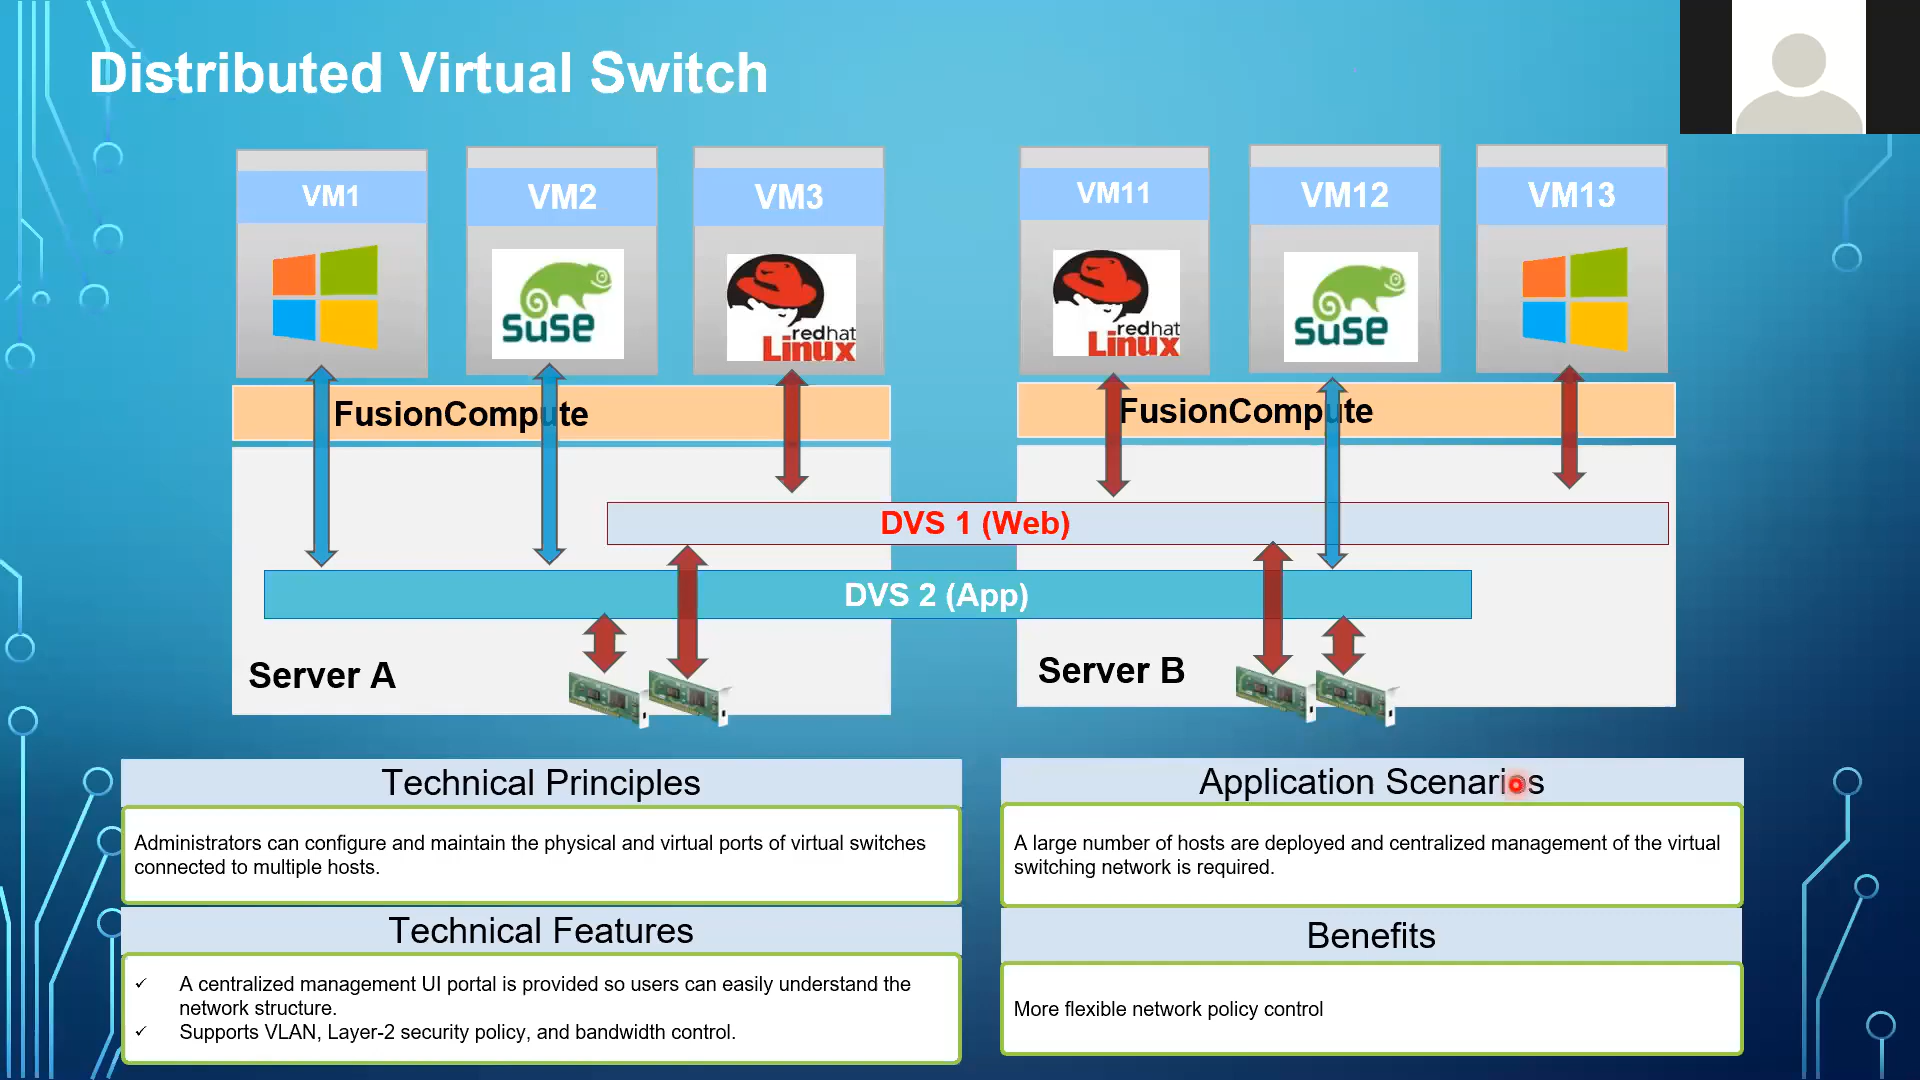 Distributed Virtual Switch
VM1
VM2
VM3
VM11
VM12
VM13
SUSE
redhat
Linux
redhat
Linux
SUSE
FusionCompute
FusionCompute
DVS 1 (Web)
DVS 2 (App)
Server A
Server B
Technical Principles
Administrators can configure and maintain the physical and virtual ports of virtual switches
connected to multiple hosts.
Technical Features
✓ A centralized management UI portal is provided so users can easily understand the
network structure.
✓ Supports VLAN, Layer-2 security policy, and bandwidth control.
Application Scenarios
A large number of hosts are deployed and centralized management of the virtual
switching network is required.
Benefits
More flexible network policy control